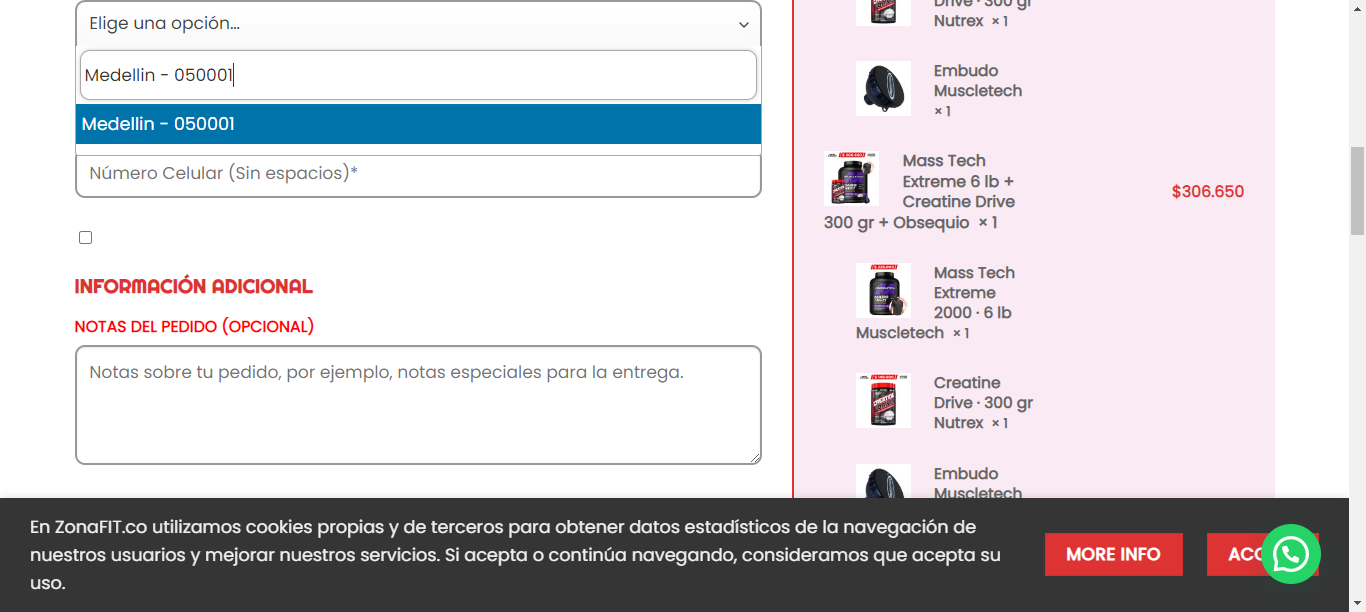 Elige una opción...
Medellin - 050001
Medellin - 050001
Número Celular (Sin espacios)*
INFORMACIÓN ADICIONAL
NOTAS DEL PEDIDO (OPCIONAL)
Notas sobre tu pedido, por ejemplo, notas especiales para la entrega.
Drive · 300 gr
Nutrex × 1
Embudo
Muscletech
× 1
Mass Tech
Extreme 6 lb +
Creatine Drive
300 gr + Obsequio × 1
$306.650
Mass Tech
Extreme
2000 · 6 lb
Muscletech × 1
Creatine
Drive · 300 gr
Nutrex × 1
Embudo
Muscletech
En ZonaFIT.co utilizamos cookies propias y de terceros para obtener datos estadísticos de la navegación de
nuestros usuarios y mejorar nuestros servicios. Si acepta o continúa navegando, consideramos que acepta su
uso.
MORE INFO